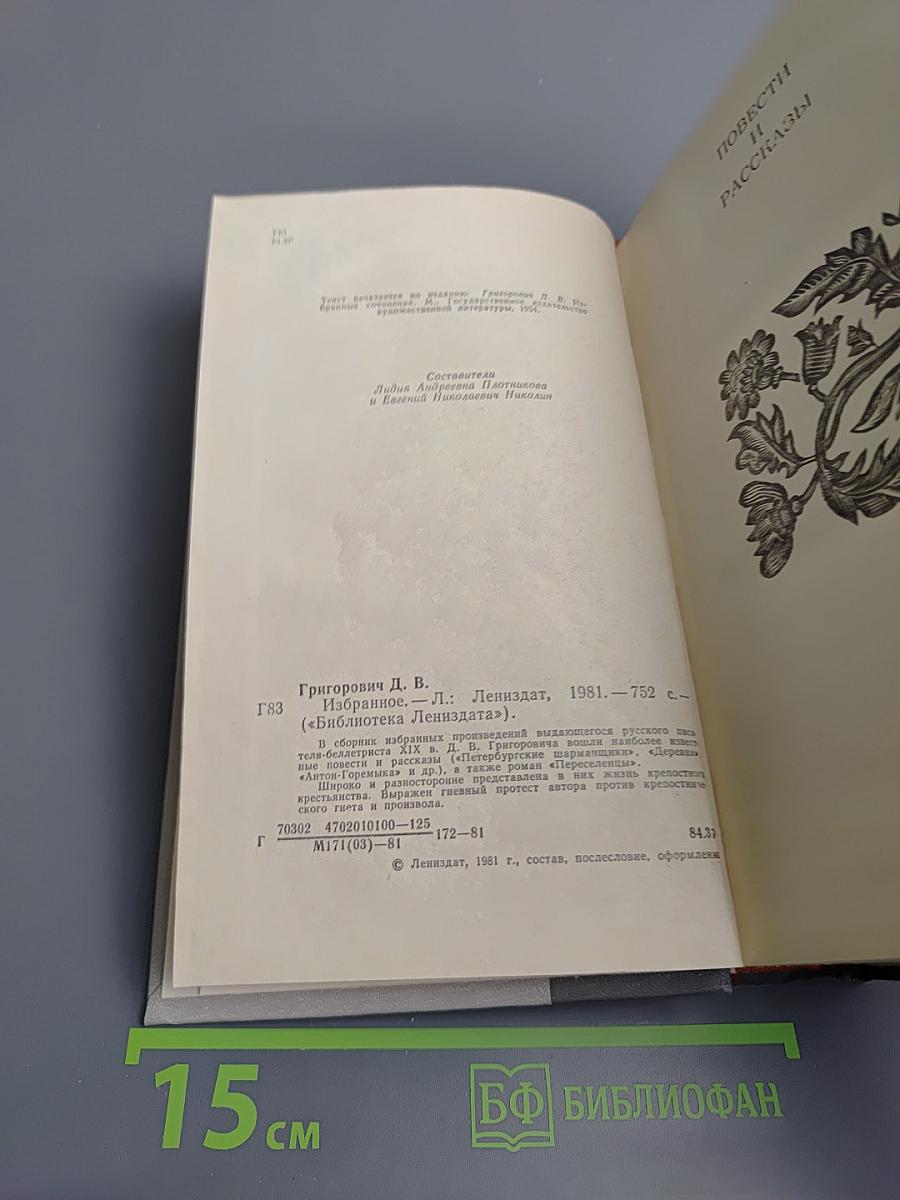 Г83
84.3Р
Текст печатается по изданию: Григорович Д. В. Из-
бранные сочинения. М., Государственное издательство
художественной литературы, 1954.
Составители
Лидия Андреевна Плотникова
и Евгений Николаевич Николин
Григорович Д. В.
Г83 Избранное. — Л.: Лениздат, 1981. — 752 с. —
(«Библиотека Лениздата»).
В сборник избранных произведений выдающегося русского писа-
теля-беллетриста XIX в. Д. В. Григоровича вошли наиболее извест-
ные повести и рассказы («Петербургские шарманщики», «Деревня»,
«Антон-Горемыка» и др.), а также роман «Переселенцы».
Широко и разносторонне представлена в них жизнь крепостного
крестьянства. Выражен гневный протест автора против крепостниче-
ского гнета и произвола.
Г 70302 4702010100—125
М171(03)—81
172—81
84.3Р
© Лениздат, 1981 г., состав, послесловие, оформление
ПОВЕСТИ
И
РАССКАЗЫ
15 см
БФ БИБЛИОФАН